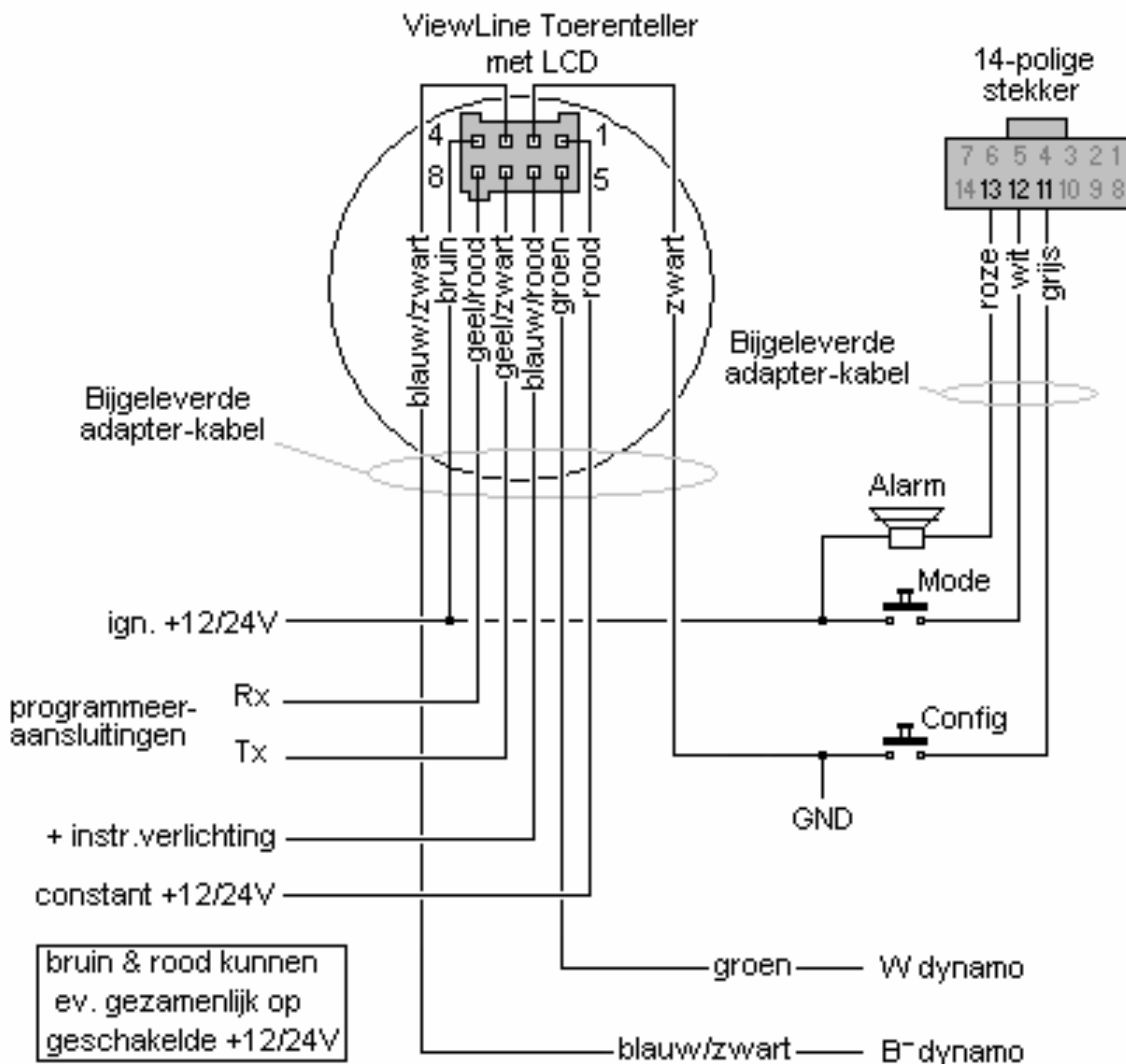 ViewLine Toerenteller
met LCD
14-polige
stekker
4
1
8
5
7 6 5 4 3 2 1
14 13 12 11 10 9 8
blauw/zwart
bruin
geel/rood
geel/zwart
blauw/rood
groen
rood
zwart
roze
wit
grijs
Bijgeleverde
adapter-kabel
Bijgeleverde
adapter-kabel
Alarm
Mode
ign. +12/24V
Rx
programmeer-
aansluitingen
Tx
Config
GND
+ instr.verlichting
constant +12/24V
bruin & rood kunnen
ev. gezamenlijk op
geschakelde +12/24V
groen
W dynamo
blauw/zwart
B⁻ dynamo